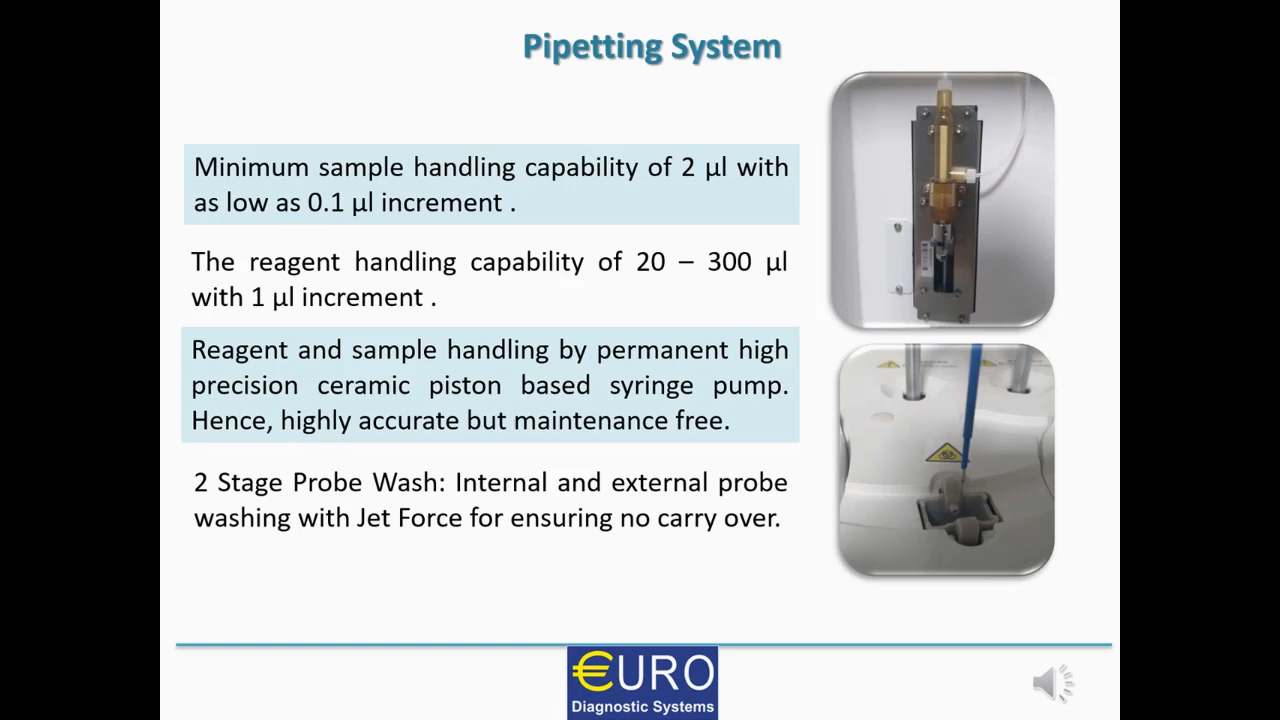 Pipetting System
Minimum sample handling capability of 2 µl with
as low as 0.1 µl increment .
The reagent handling capability of 20 – 300 µl
with 1 µl increment .
Reagent and sample handling by permanent high
precision ceramic piston based syringe pump.
Hence, highly accurate but maintenance free.
2 Stage Probe Wash: Internal and external probe
washing with Jet Force for ensuring no carry over.
€URO
Diagnostic Systems